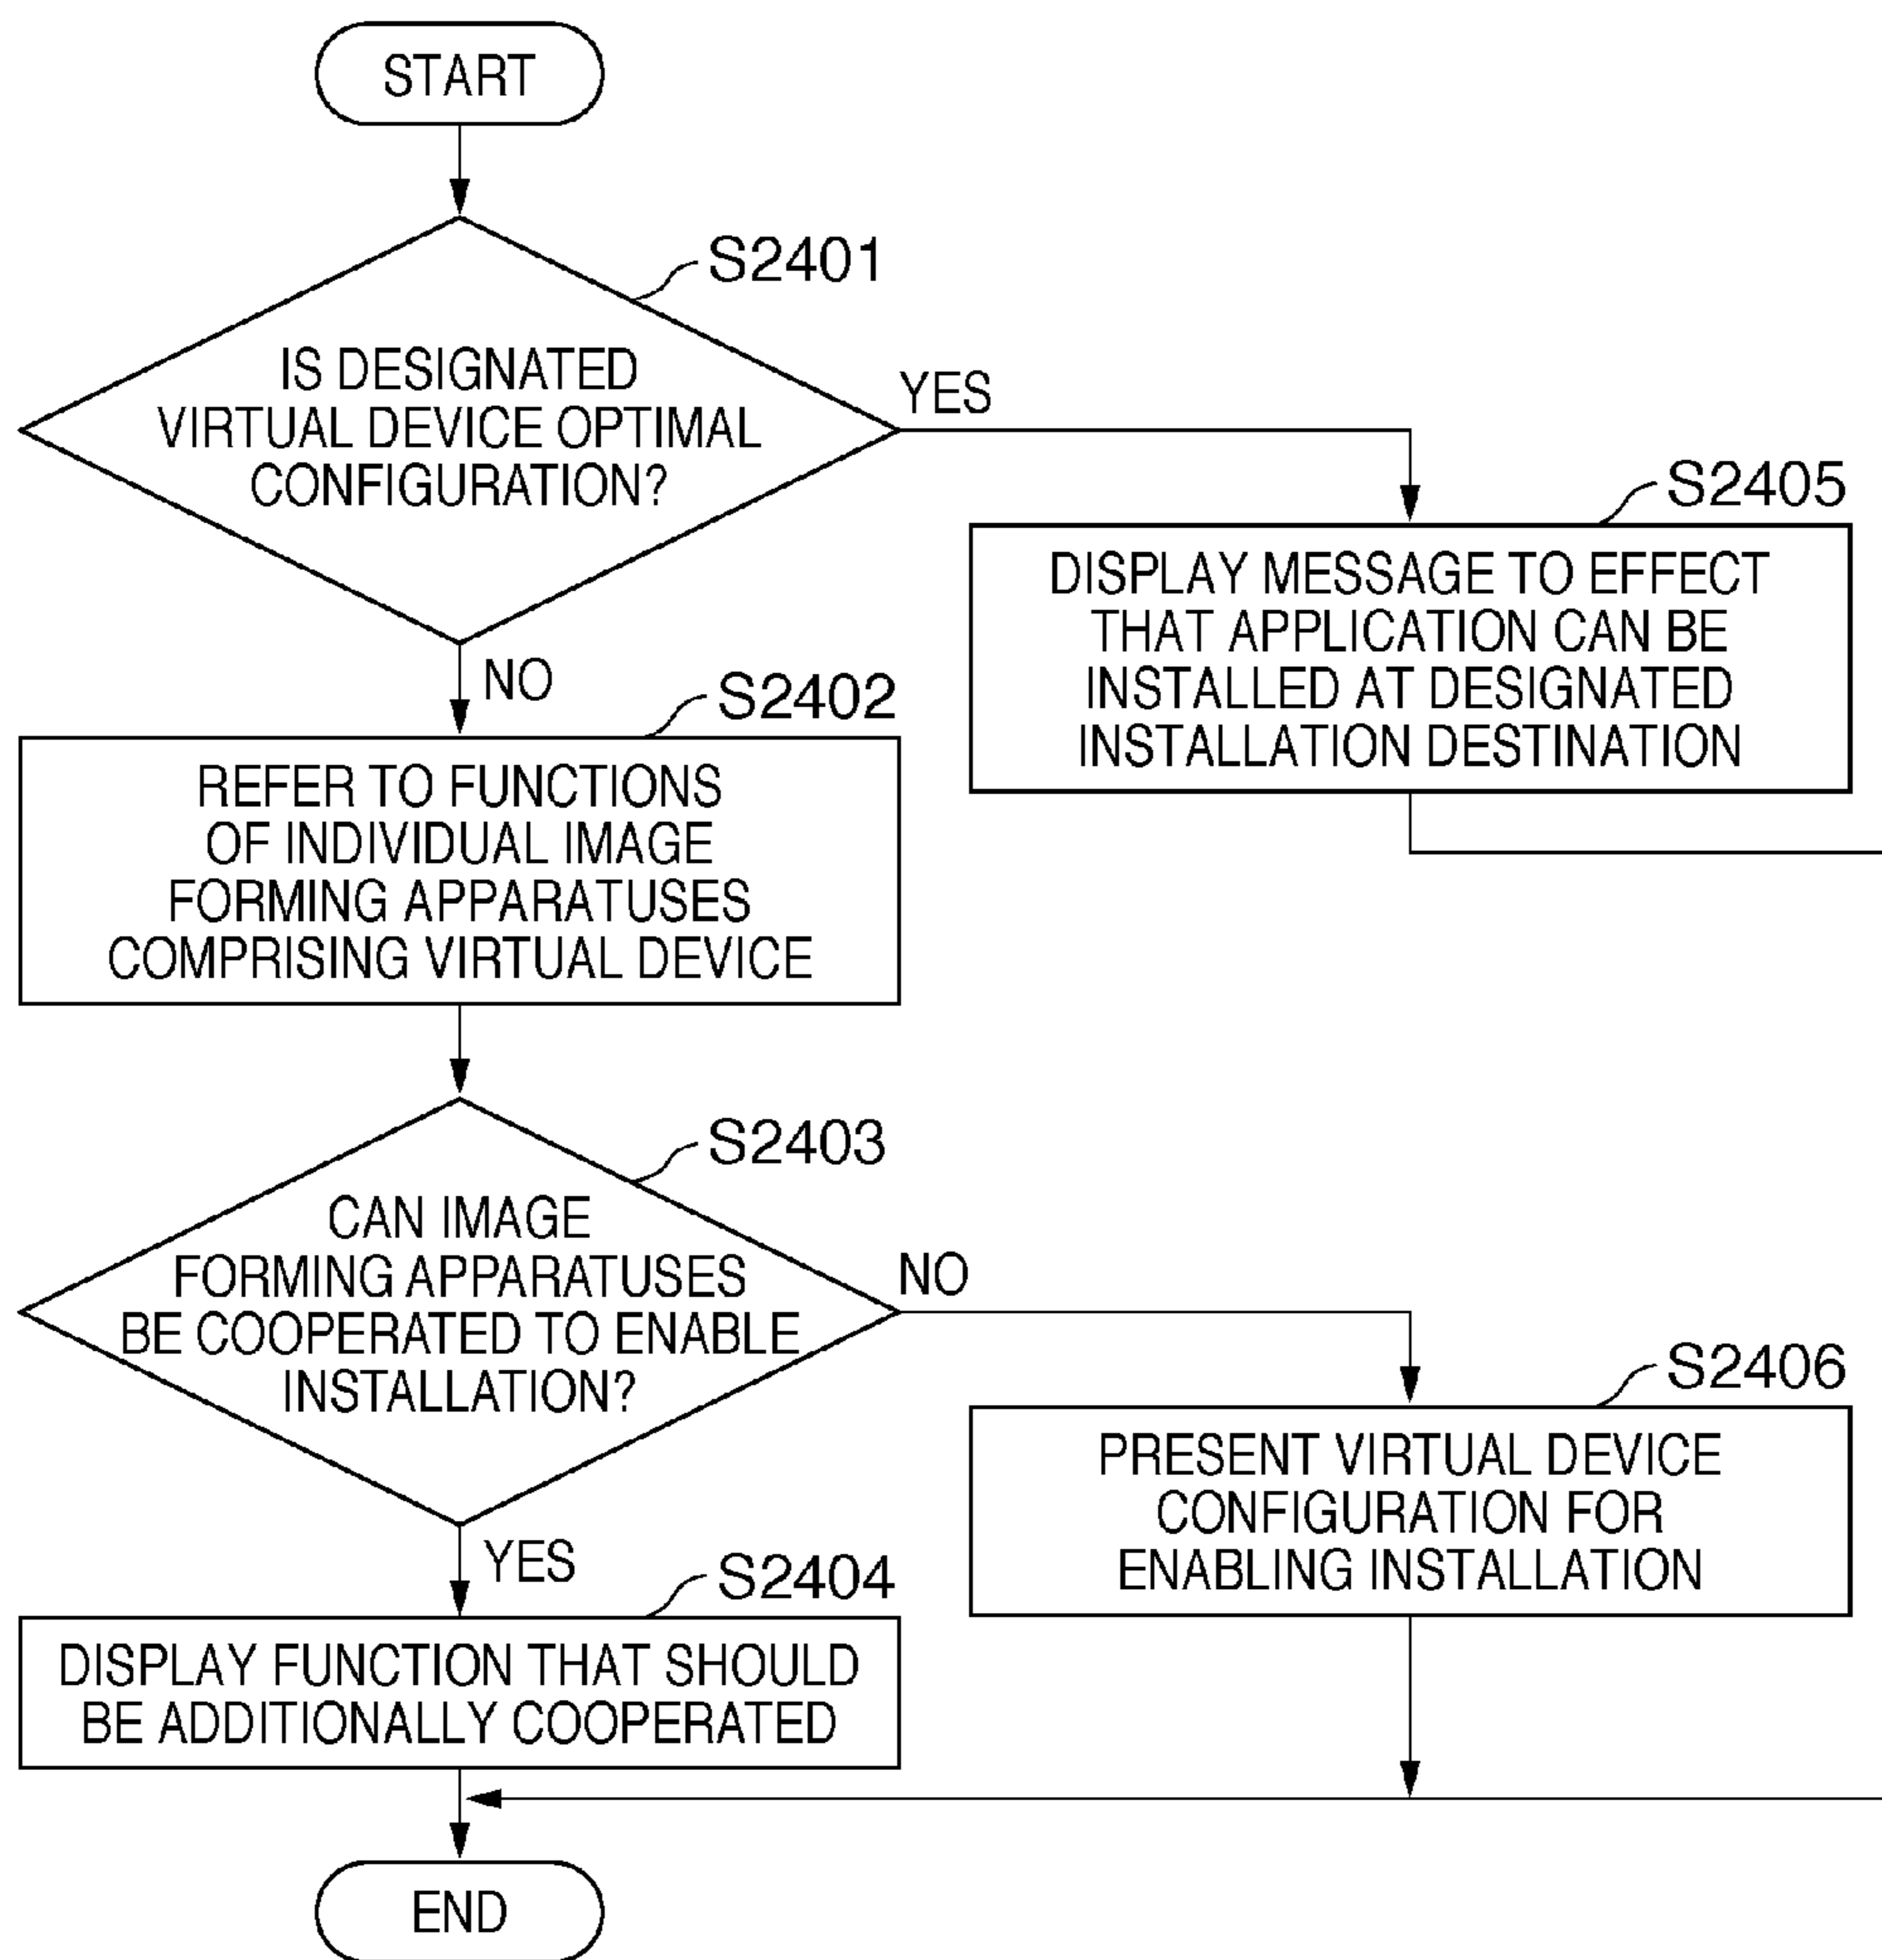 START
S2401
IS DESIGNATED
VIRTUAL DEVICE OPTIMAL
CONFIGURATION?
YES
NO
S2405
DISPLAY MESSAGE TO EFFECT
THAT APPLICATION CAN BE
INSTALLED AT DESIGNATED
INSTALLATION DESTINATION
S2402
REFER TO FUNCTIONS
OF INDIVIDUAL IMAGE
FORMING APPARATUSES
COMPRISING VIRTUAL DEVICE
S2403
CAN IMAGE
FORMING APPARATUSES
BE COOPERATED TO ENABLE
INSTALLATION?
NO
YES
S2406
PRESENT VIRTUAL DEVICE
CONFIGURATION FOR
ENABLING INSTALLATION
S2404
DISPLAY FUNCTION THAT SHOULD
BE ADDITIONALLY COOPERATED
END